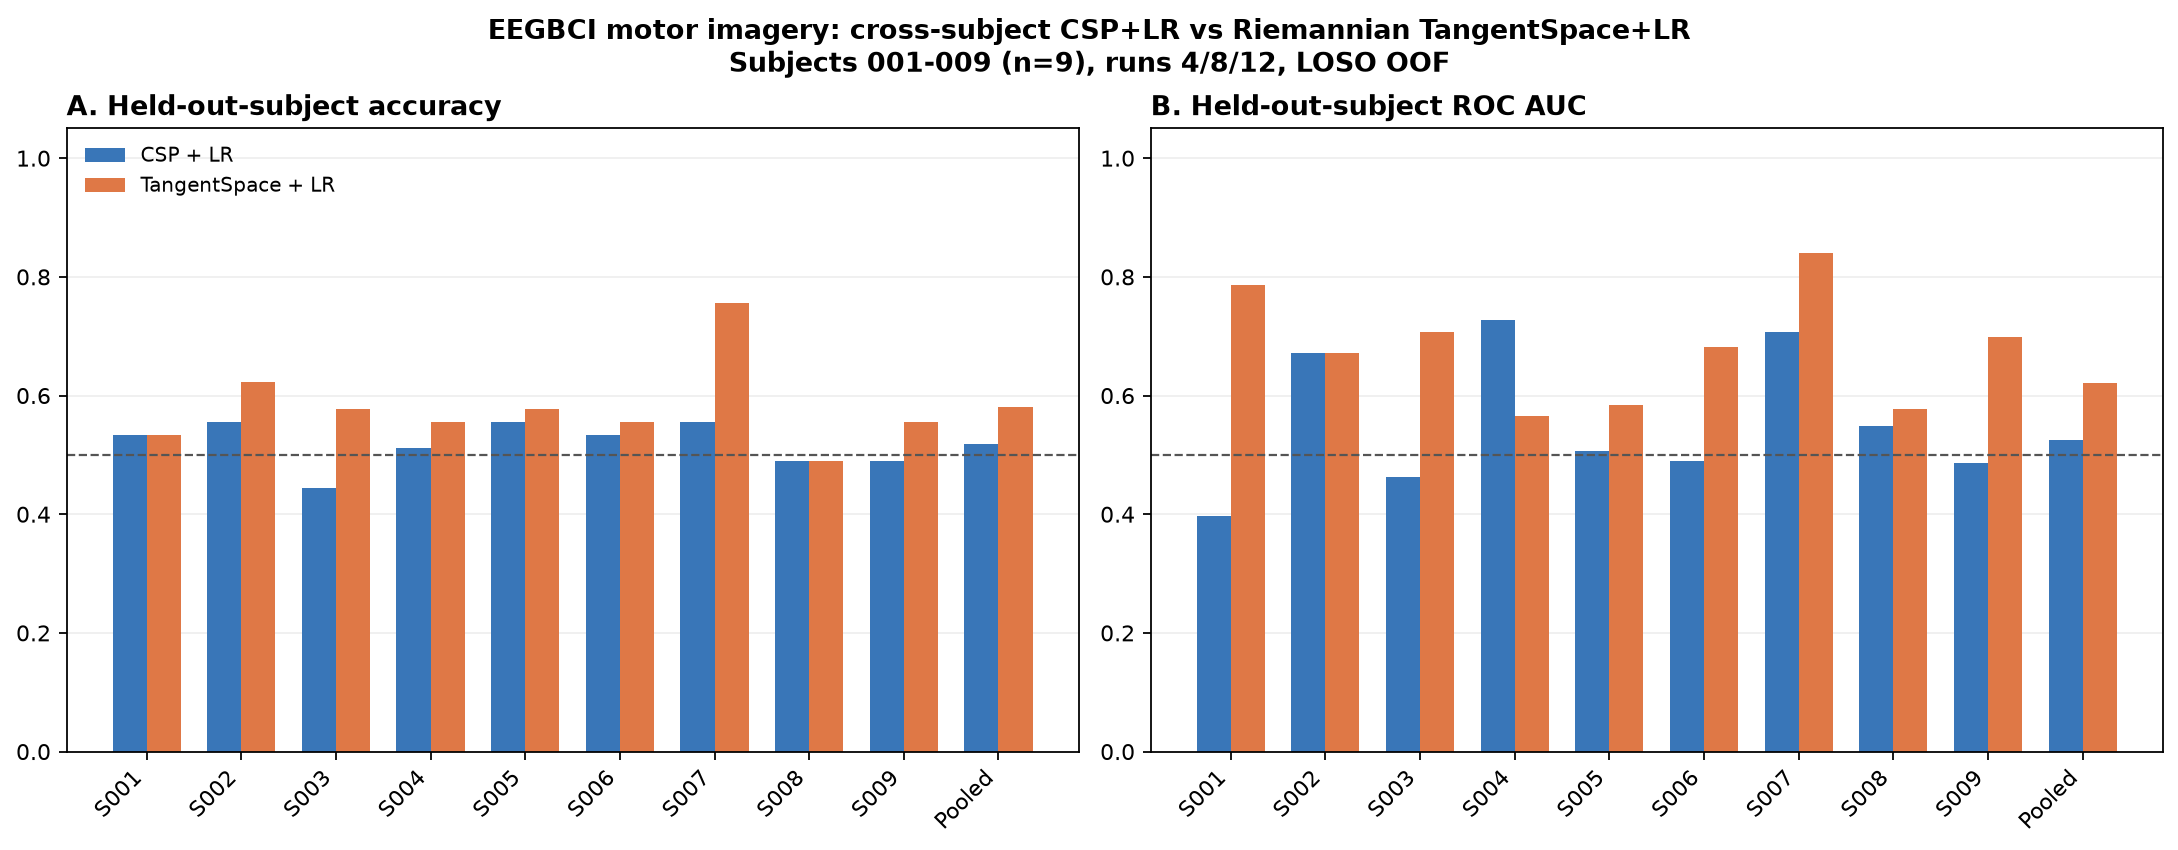 EEGBCI motor imagery: cross-subject CSP+LR vs Riemannian TangentSpace+LR
Subjects 001-009 (n=9), runs 4/8/12, LOSO OOF
A. Held-out-subject accuracy
CSP + LR
TangentSpace + LR
1.0
0.8
0.6
0.4
0.2
0.0
S001
S002
S003
S004
S005
S006
S007
S008
S009
Pooled
B. Held-out-subject ROC AUC
1.0
0.8
0.6
0.4
0.2
0.0
S001
S002
S003
S004
S005
S006
S007
S008
S009
Pooled